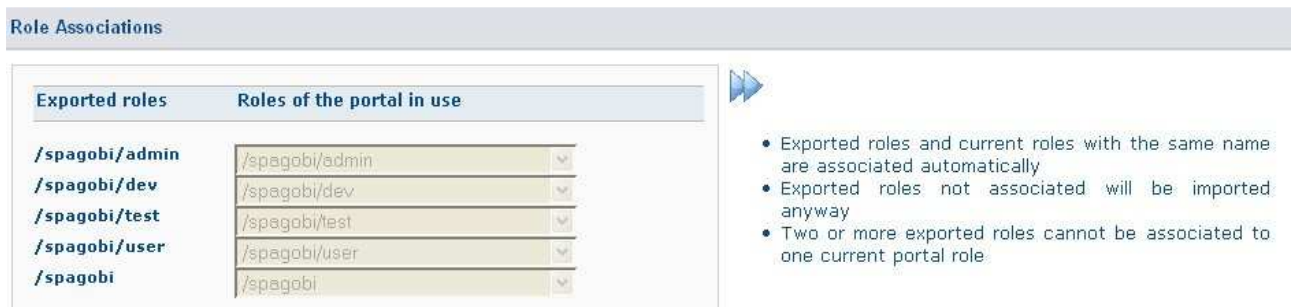 Role Associations
Exported roles Roles of the portal in use
/spagobi/admin /spagobi/admin
/spagobi/dev /spagobi/dev
/spagobi/test /spagobi/test
/spagobi/user /spagobi/user
/spagobi /spagobi
• Exported roles and current roles with the same name
are associated automatically
• Exported roles not associated will be imported
anyway
• Two or more exported roles cannot be associated to
one current portal role